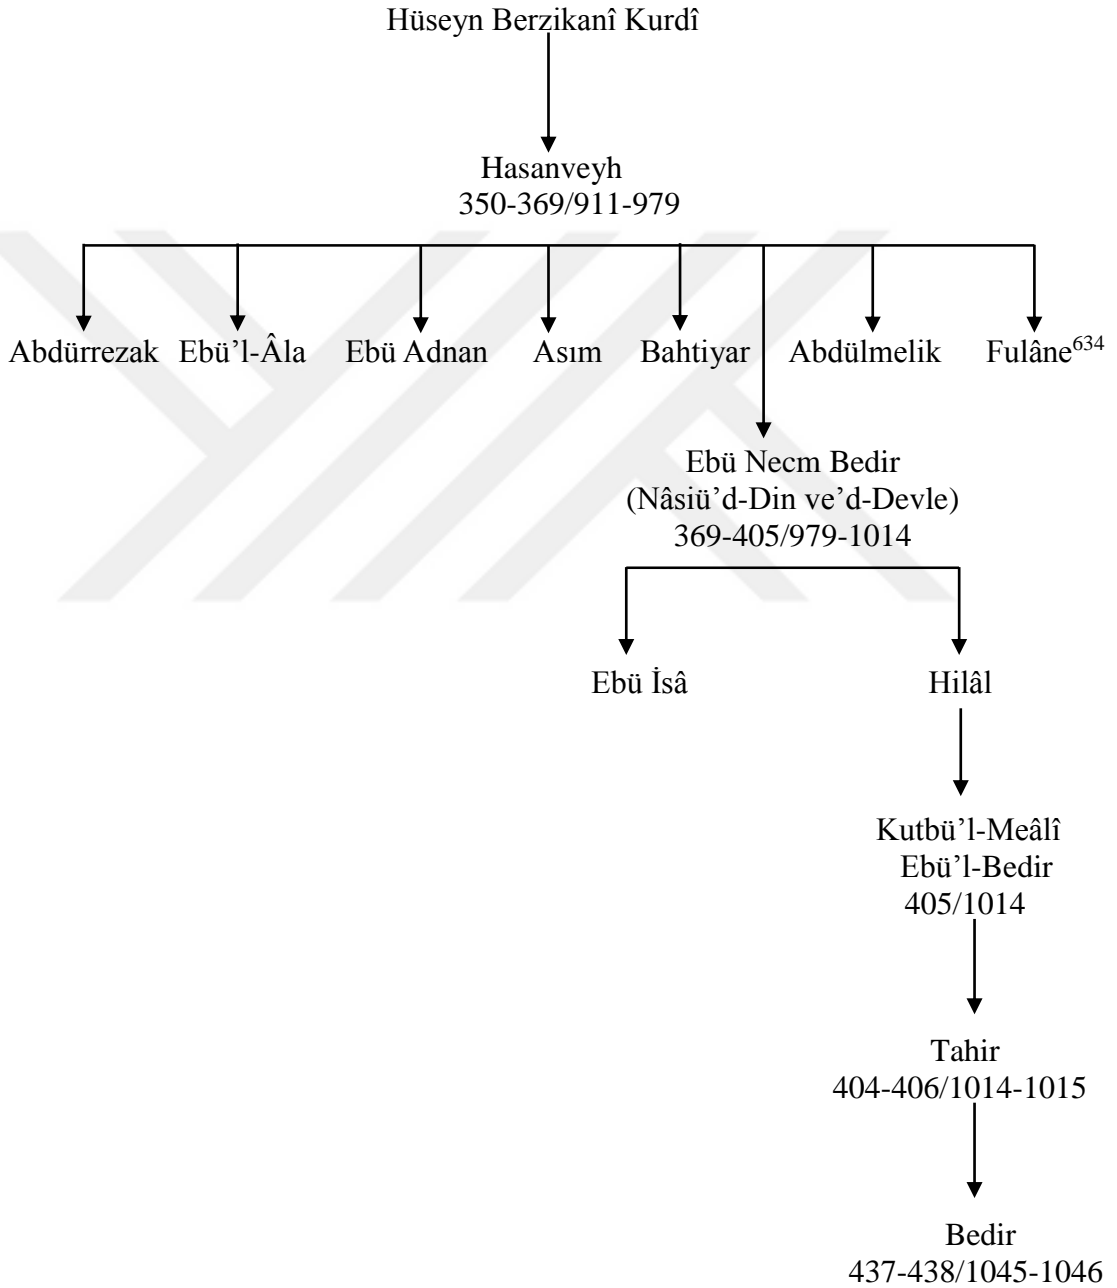 Hüseyn Berzikanî Kurdî
Hasanveyh
350-369/911-979
Abdürrezak Ebü’l-Âla Ebü Adnan Asım Bahtiyar Abdülmelik Fulâne⁶³⁴
Ebü Necm Bedir
(Nâsiü’d-Din ve’d-Devle)
369-405/979-1014
Ebü İsâ Hilâl
Kutbü’l-Meâlî
Ebü’l-Bedir
405/1014
Tahir
404-406/1014-1015
Bedir
437-438/1045-1046